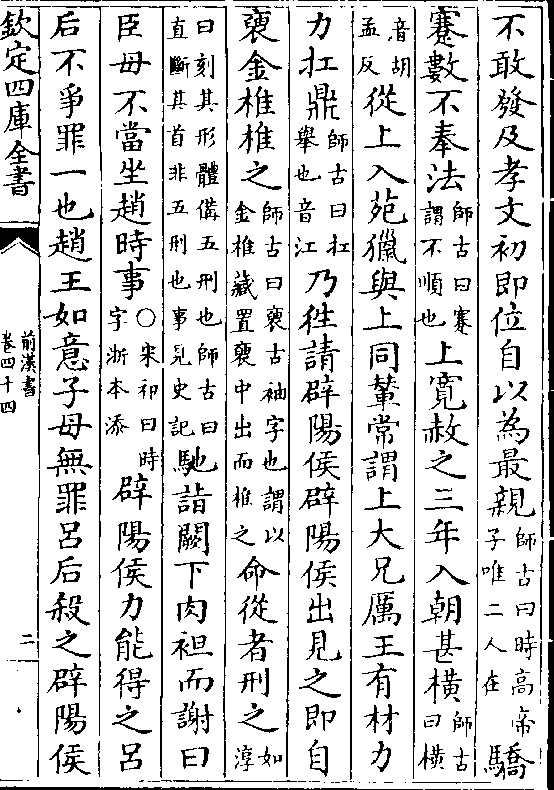 不敢發及孝文初即位自以為最親師古曰時高帝子唯二人在驕
蹇數不奉法師古曰蹇謂不順也上寛赦之三年入朝甚橫師古曰橫
音胡孟反從上入苑獵與上同輦常謂上大兄厲王有材力
力扛鼎師古曰扛舉也音江乃往請辟陽侯辟陽侯出見之即自
褎金椎椎之師古曰褎古袖字也謂以金椎藏置褎中出而椎之命從者刑之如淳
曰刻其形體備五刑也師古曰直斷其首非五刑也事見史記馳詣闕下肉袒而謝曰
臣母不當坐趙時事○宋祁曰時字浙本添辟陽侯力能得之呂
后不爭罪一也趙王如意子母無罪呂后殺之辟陽侯
欽定四庫全書
前漢書
卷四十四
二